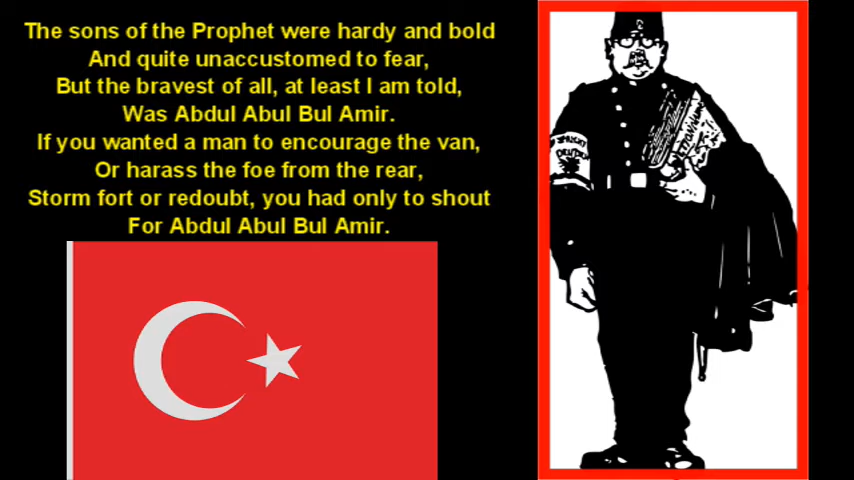 The sons of the Prophet were hardy and bold
And quite unaccustomed to fear,
But the bravest of all, at least I am told,
Was Abdul Abul Bul Amir.
If you wanted a man to encourage the van,
Or harass the foe from the rear,
Storm fort or redoubt, you had only to shout
For Abdul Abul Bul Amir.